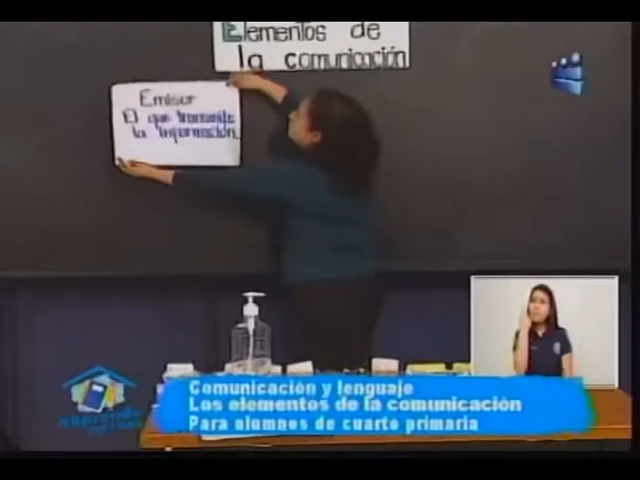 Elementos de
la comunicación
Emisor
El que transmite
la información
Comunicación y lenguaje
Los elementos de la comunicación
Para alumnos de cuarto primaria